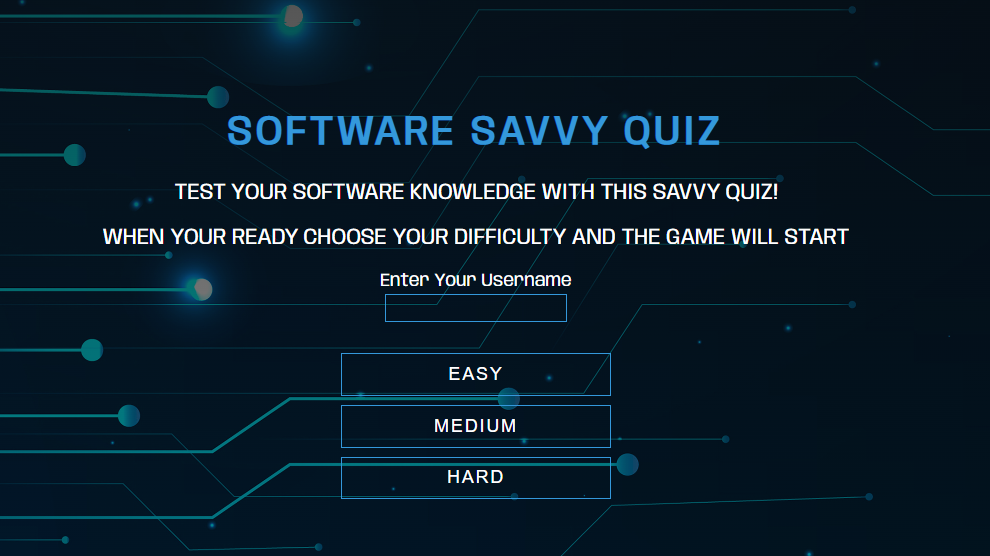 SOFTWARE SAVVY QUIZ
TEST YOUR SOFTWARE KNOWLEDGE WITH THIS SAVVY QUIZ!
WHEN YOUR READY CHOOSE YOUR DIFFICULTY AND THE GAME WILL START
Enter Your Username
EASY
MEDIUM
HARD